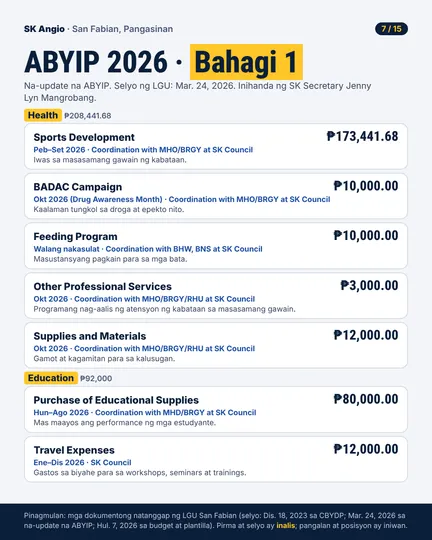 SK Angio · San Fabian, Pangasinan
7 / 15
ABYIP 2026 · Bahagi 1
Na-update na ABYIP. Selyo ng LGU: Mar. 24, 2026. Inihanda ng SK Secretary Jenny
Lyn Mangrobang.
Health ₱208,441.68
Sports Development ₱173,441.68
Peb–Set 2026 · Coordination with MHO/BRGY at SK Council
Iwas sa masasamang gawain ng kabataan.
BADAC Campaign ₱10,000.00
Okt 2026 (Drug Awareness Month) · Coordination with MHO/BRGY at SK Council
Kaalaman tungkol sa droga at epekto nito.
Feeding Program ₱10,000.00
Walang nakasulat · Coordination with BHW, BNS at SK Council
Masustansyang pagkain para sa mga bata.
Other Professional Services ₱3,000.00
Okt 2026 · Coordination with MHO/BRGY/RHU at SK Council
Programang nag-aalis ng atensyon ng kabataan sa masasamang gawain.
Supplies and Materials ₱12,000.00
Okt 2026 · Coordination with MHO/BRGY/RHU at SK Council
Gamot at kagamitan para sa kalusugan.
Education ₱92,000
Purchase of Educational Supplies ₱80,000.00
Hun–Ago 2026 · Coordination with MHD/BRGY at SK Council
Mas maayos ang performance ng mga estudyante.
Travel Expenses ₱12,000.00
Ene–Dis 2026 · SK Council
Gastos sa biyahe para sa workshops, seminars at trainings.
Pinagmulan: mga dokumentong natanggap ng LGU San Fabian (selyo: Dis. 18, 2023 sa CBYDP; Mar. 24, 2026 sa
na-update na ABYIP; Hul. 7, 2026 sa budget at plantilla). Pirma at selyo ay inalis; pangalan at posisyon ay iniwan.